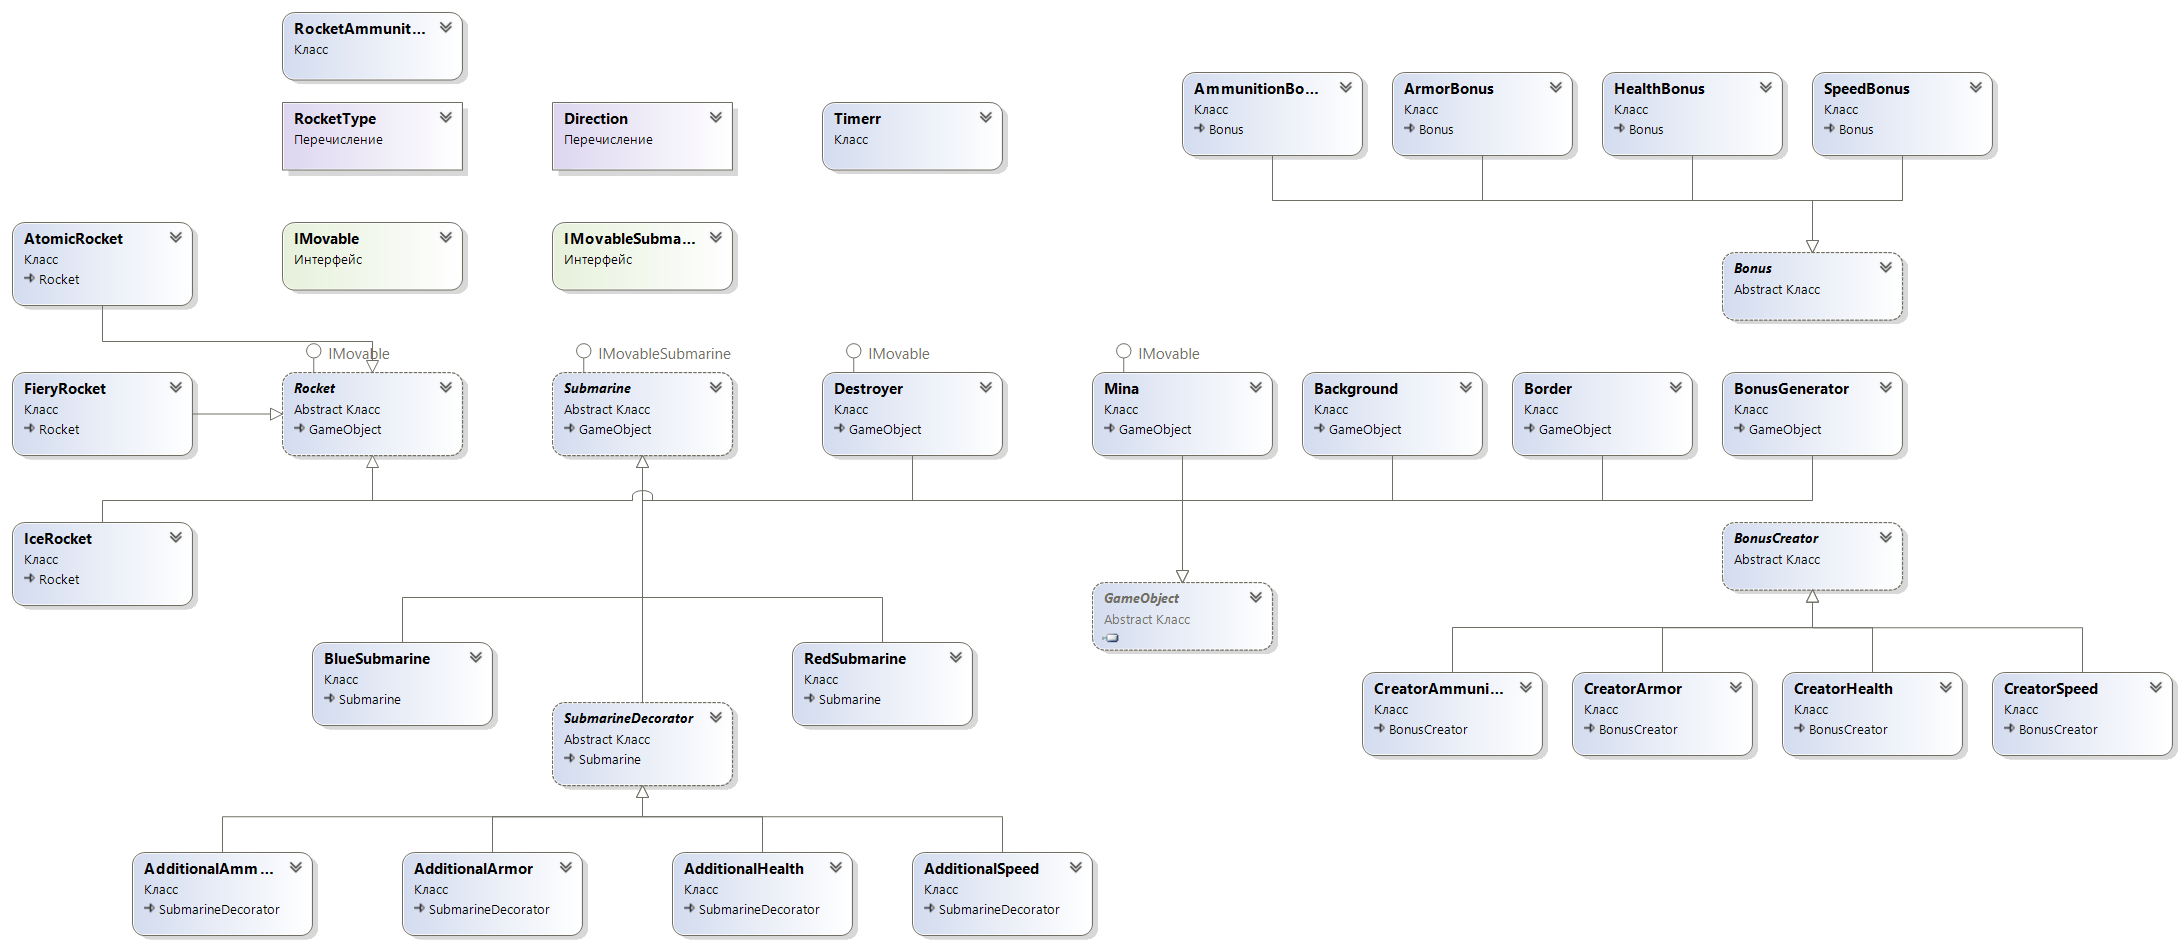 RocketAmmunit...
Класс
RocketType
Перечисление
Direction
Перечисление
Timerr
Класс
AmmunitionBo...
Класс
Bonus
ArmorBonus
Класс
Bonus
HealthBonus
Класс
Bonus
SpeedBonus
Класс
Bonus
AtomicRocket
Класс
Rocket
IMovable
Интерфейс
IMovableSubma...
Интерфейс
Bonus
Abstract Класс
IMovable
IMovableSubmarine
IMovable
IMovable
FieryRocket
Класс
Rocket
Rocket
Abstract Класс
GameObject
Submarine
Abstract Класс
GameObject
Destroyer
Класс
GameObject
Mina
Класс
GameObject
Background
Класс
GameObject
Border
Класс
GameObject
BonusGenerator
Класс
GameObject
IceRocket
Класс
Rocket
BonusCreator
Abstract Класс
GameObject
Abstract Класс
BlueSubmarine
Класс
Submarine
SubmarineDecorator
Abstract Класс
Submarine
RedSubmarine
Класс
Submarine
CreatorAmmuni...
Класс
BonusCreator
CreatorArmor
Класс
BonusCreator
CreatorHealth
Класс
BonusCreator
CreatorSpeed
Класс
BonusCreator
AdditionalAmm...
Класс
SubmarineDecorator
AdditionalArmor
Класс
SubmarineDecorator
AdditionalHealth
Класс
SubmarineDecorator
AdditionalSpeed
Класс
SubmarineDecorator